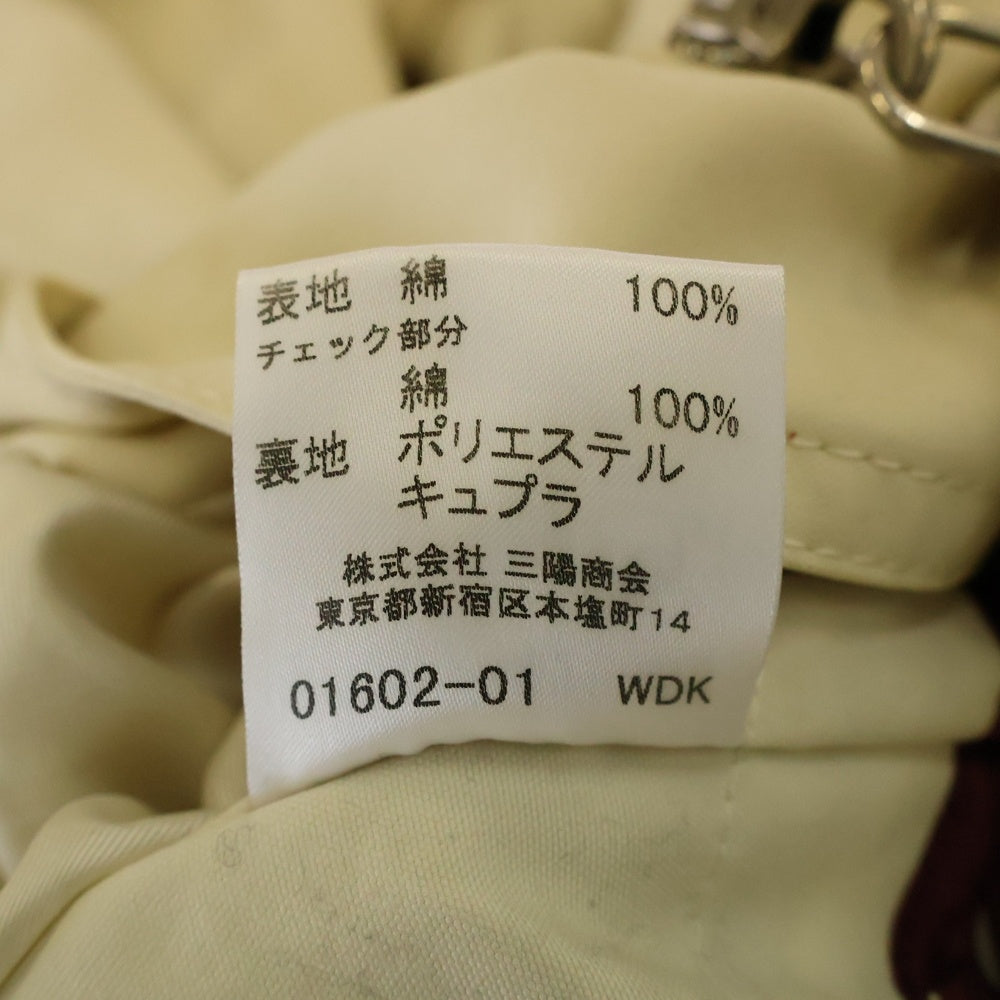 表地 綿 100%
チェック部分
綿 100%
裏地 ポリエステル
キュプラ
株式会社 三陽商会
東京都新宿区本塩町14
01602-01 WDK